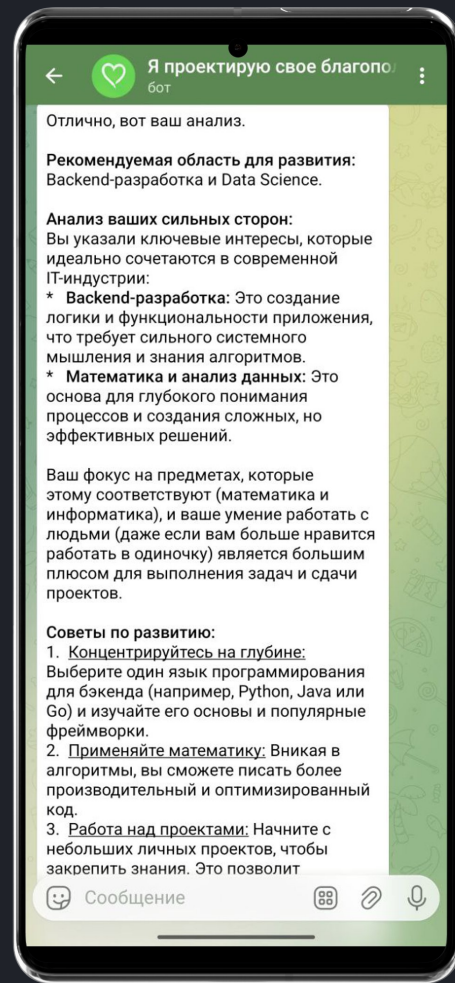 Я проектирую свое благопо
бот
Отлично, вот ваш анализ.
Рекомендуемая область для развития:
Backend-разработка и Data Science.
Анализ ваших сильных сторон:
Вы указали ключевые интересы, которые
идеально сочетаются в современной
IT-индустрии:
* Backend-разработка: Это создание
логики и функциональности приложения,
что требует сильного системного
мышления и знания алгоритмов.
* Математика и анализ данных: Это
основа для глубокого понимания
процессов и создания сложных, но
эффективных решений.
Ваш фокус на предметах, которые
этому соответствуют (математика и
информатика), и ваше умение работать с
людьми (даже если вам больше нравится
работать в одиночку) является большим
плюсом для выполнения задач и сдачи
проектов.
Советы по развитию:
1. Концентрируйтесь на глубине:
Выберите один язык программирования
для бэкенда (например, Python, Java или
Go) и изучайте его основы и популярные
фреймворки.
2. Применяйте математику: Вникая в
алгоритмы, вы сможете писать более
производительный и оптимизированный
код.
3. Работа над проектами: Начните с
небольших личных проектов, чтобы
закрепить знания. Это позволит
Сообщение